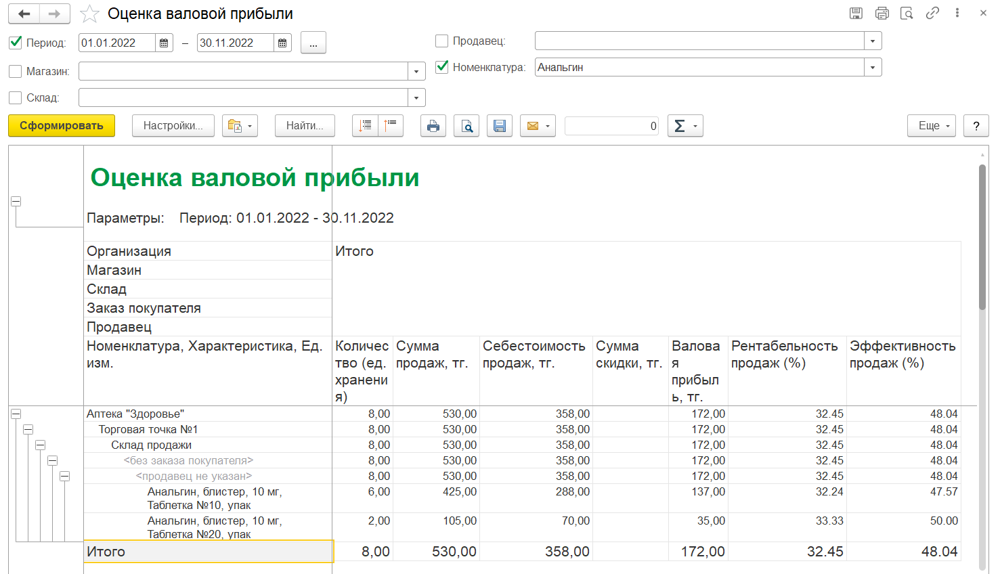 Оценка валовой прибыли
Период: 01.01.2022 – 30.11.2022 ...
Продавец:
Магазин:
Номенклатура: Анальгин
Склад:
Сформировать Настройки... Найти... 0 Σ Еще ?
Оценка валовой прибыли
Параметры: Период: 01.01.2022 - 30.11.2022
Организация Итого
Магазин
Склад
Заказ покупателя
Продавец
Номенклатура, Характеристика, Ед. Количес Сумма Себестоимость Сумма Валова Рентабельность Эффективность
изм. тво (ед. продаж, тг. продаж, тг. скидки, тг. я продаж (%) продаж (%)
хранени прибыл
я) ь, тг.
Аптека "Здоровье" 8,00 530,00 358,00 172,00 32.45 48.04
Торговая точка №1 8,00 530,00 358,00 172,00 32.45 48.04
Склад продажи 8,00 530,00 358,00 172,00 32.45 48.04
<без заказа покупателя> 8,00 530,00 358,00 172,00 32.45 48.04
<продавец не указан> 8,00 530,00 358,00 172,00 32.45 48.04
Анальгин, блистер, 10 мг, 6,00 425,00 288,00 137,00 32.24 47.57
Таблетка №10, упак
Анальгин, блистер, 10 мг, 2,00 105,00 70,00 35,00 33.33 50.00
Таблетка №20, упак
Итого 8,00 530,00 358,00 172,00 32.45 48.04